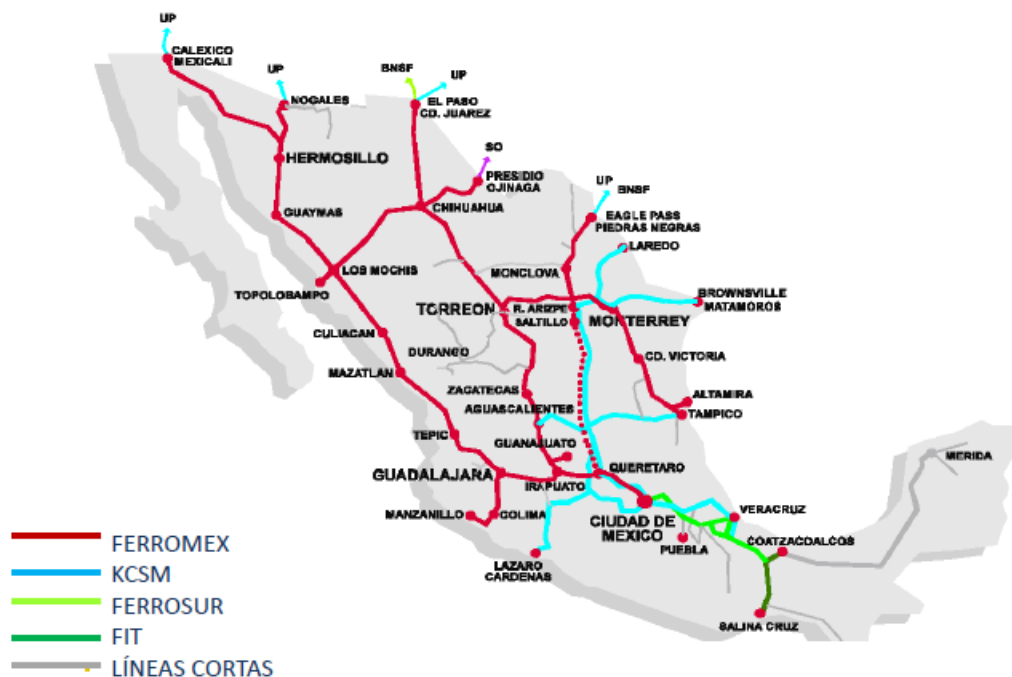 UP
CALEXICO
MEXICALI
UP
NOGALES
BNSF
UP
EL PASO
CD. JUAREZ
HERMOSILLO
SO
PRESIDIO
OJINAGA
GUAYMAS
CHIHUAHUA
UP
BNSF
EAGLE PASS
PIEDRAS NEGRAS
LAREDO
LOS MOCHIS
MONCLOVA
TOPOLOBAMPO
BROWNSVILLE
MATAMOROS
TORREON
R. ARIZPE
SALTILLO
MONTERREY
CULIACAN
DURANGO
CD. VICTORIA
MAZATLAN
ZACATECAS
ALTAMIRA
AGUASCALIENTES
TAMPICO
TEPIC
GUANAJUATO
MERIDA
GUADALAJARA
IRAPUATO
QUERETARO
MANZANILLO
COLIMA
CIUDAD DE
MEXICO
VERACRUZ
PUEBLA
COATZACOALCOS
LAZARO
CARDENAS
SALINA CRUZ
FERROMEX
KCSM
FERROSUR
FIT
LÍNEAS CORTAS